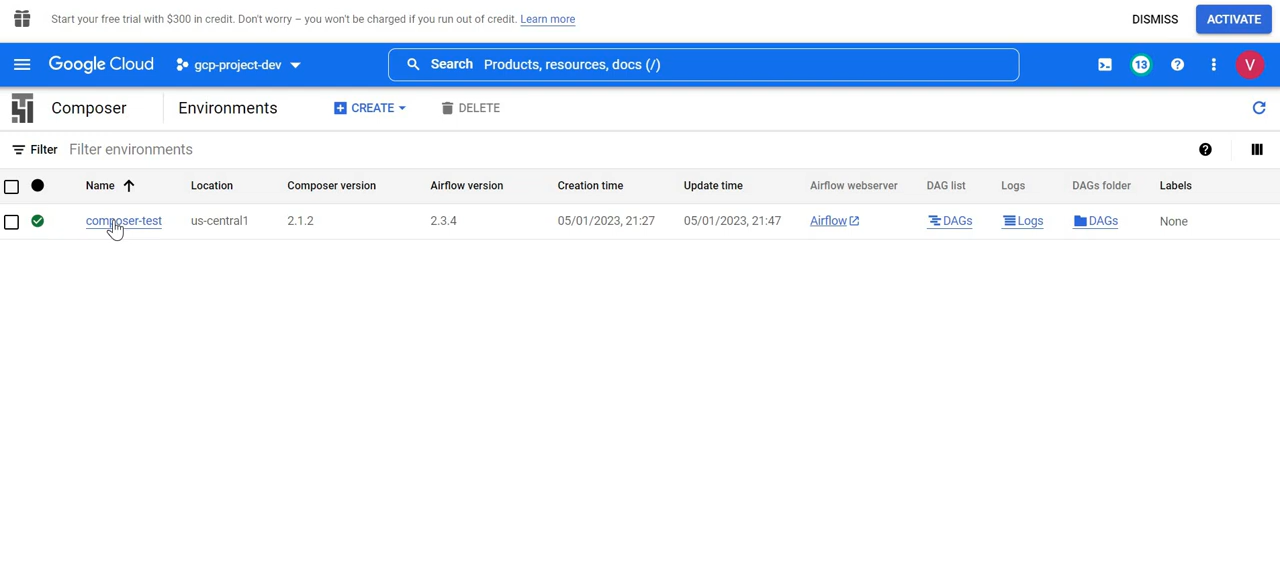 Start your free trial with $300 in credit. Don't worry – you won't be charged if you run out of credit. Learn more DISMISS ACTIVATE
Google Cloud gcp-project-dev Search Products, resources, docs (/) 13 V
Composer Environments CREATE DELETE
Filter Filter environments
Name Location Composer version Airflow version Creation time Update time Airflow webserver DAG list Logs DAGs folder Labels
composer-test us-central1 2.1.2 2.3.4 05/01/2023, 21:27 05/01/2023, 21:47 Airflow DAGs Logs DAGs None